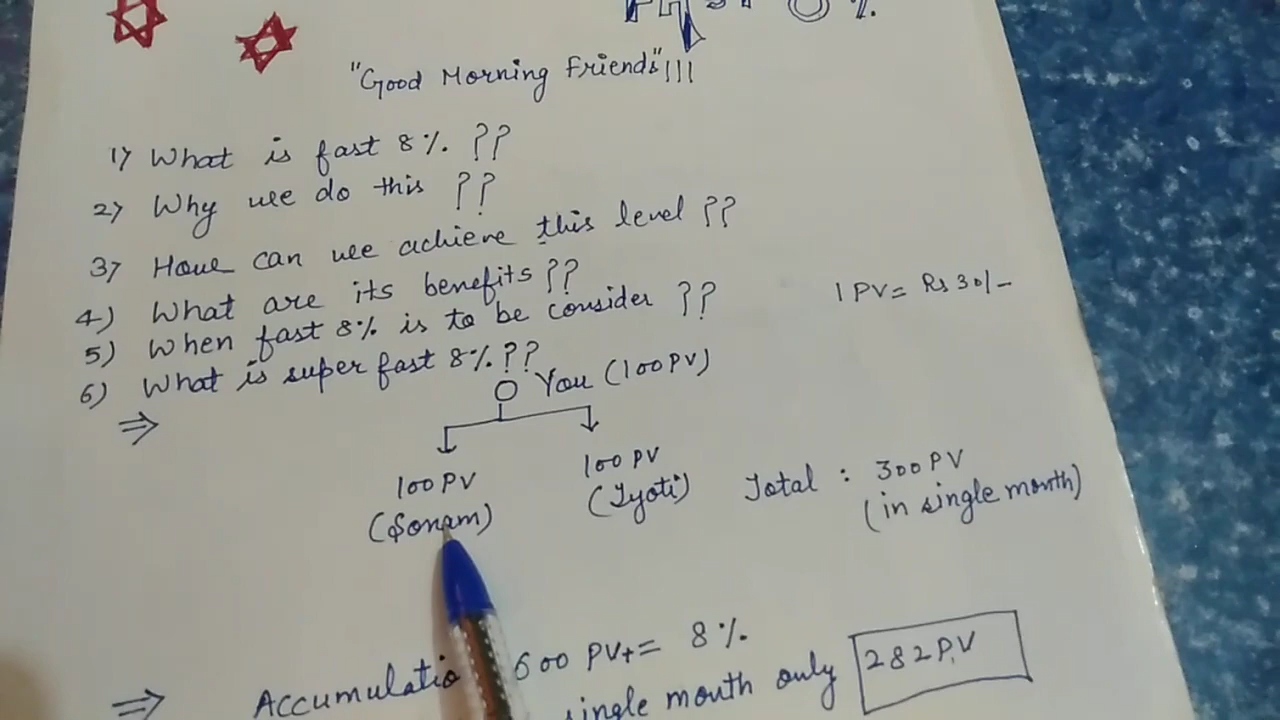 FAST 8%.
"Good Morning Friends"!!!
1) What is fast 8%. ??
2) Why we do this ??
3) How can we achieve this level ??
4) What are its benefits ??
5) When fast 8% is to be consider ??
6) What is super fast 8%.??
1 PV = Rs 30/-
⇒ You (100 PV)
100 PV
(Sonam)
100 PV
(Jyoti)
Total : 300 PV
(in single month)
⇒ Accumulatio 600 PV+ = 8%
single month only 282 P.V